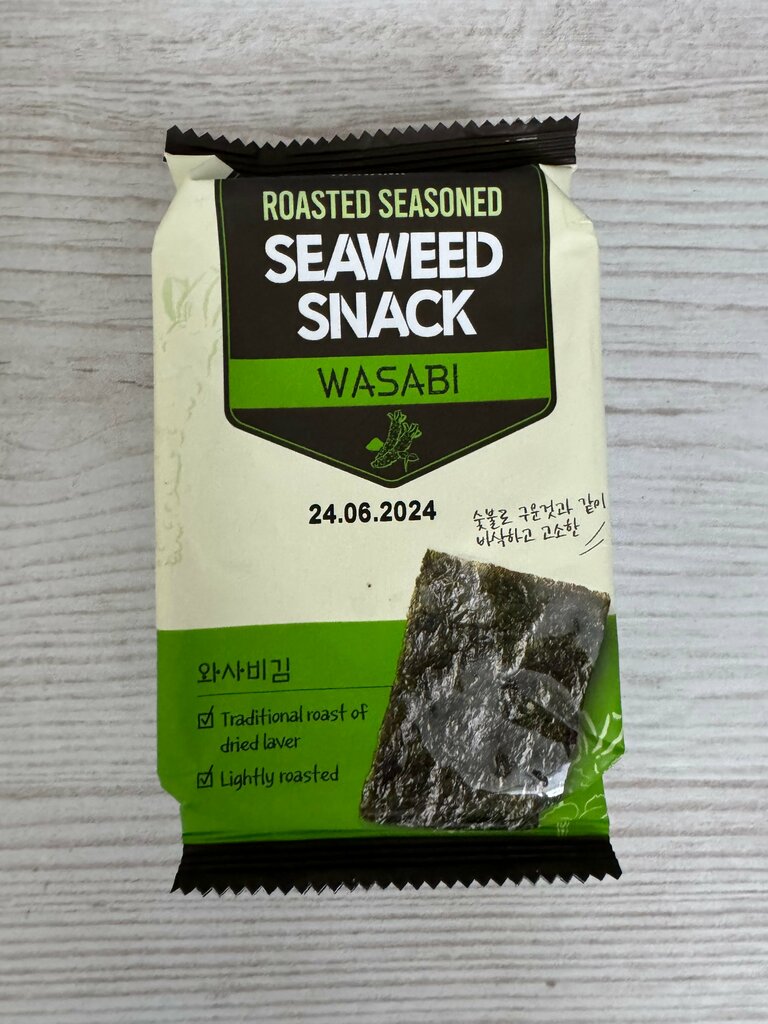 ROASTED SEASONED
SEAWEED
SNACK
WASABI
24.06.2024
숯불로 구운것과 같이
바삭하고 고소한
와사비김
Traditional roast of
dried laver
Lightly roasted